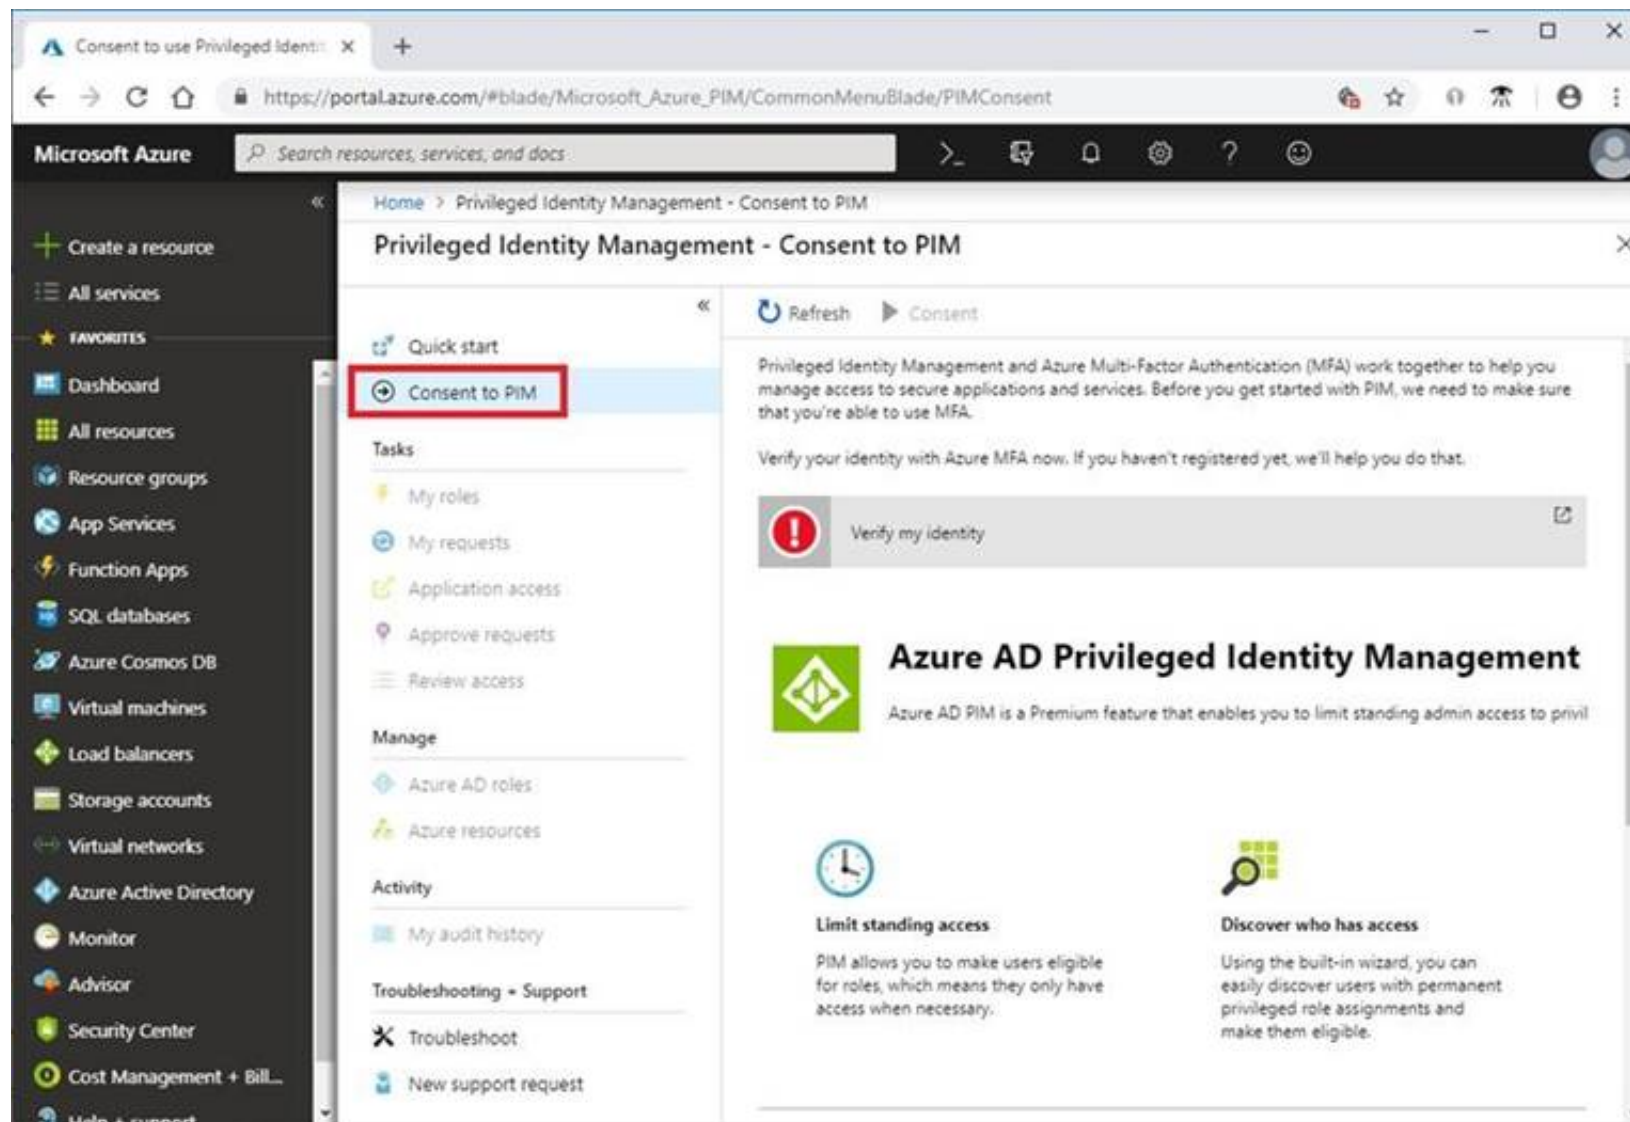 Consent to use Privileged Identi
https://portal.azure.com/#blade/Microsoft_Azure_PIM/CommonMenuBlade/PIMConsent
Microsoft Azure
Search resources, services, and docs
Create a resource
All services
FAVORITES
Dashboard
All resources
Resource groups
App Services
Function Apps
SQL databases
Azure Cosmos DB
Virtual machines
Load balancers
Storage accounts
Virtual networks
Azure Active Directory
Monitor
Advisor
Security Center
Cost Management + Bill...
Help + support
Home > Privileged Identity Management - Consent to PIM
Privileged Identity Management - Consent to PIM
Quick start
Consent to PIM
Tasks
My roles
My requests
Application access
Approve requests
Review access
Manage
Azure AD roles
Azure resources
Activity
My audit history
Troubleshooting + Support
Troubleshoot
New support request
Refresh
Consent
Privileged Identity Management and Azure Multi-Factor Authentication (MFA) work together to help you
manage access to secure applications and services. Before you get started with PIM, we need to make sure
that you're able to use MFA.
Verify your identity with Azure MFA now. If you haven't registered yet, we'll help you do that.
Verify my identity
Azure AD Privileged Identity Management
Azure AD PIM is a Premium feature that enables you to limit standing admin access to privil
Limit standing access
PIM allows you to make users eligible
for roles, which means they only have
access when necessary.
Discover who has access
Using the built-in wizard, you can
easily discover users with permanent
privileged role assignments and
make them eligible.